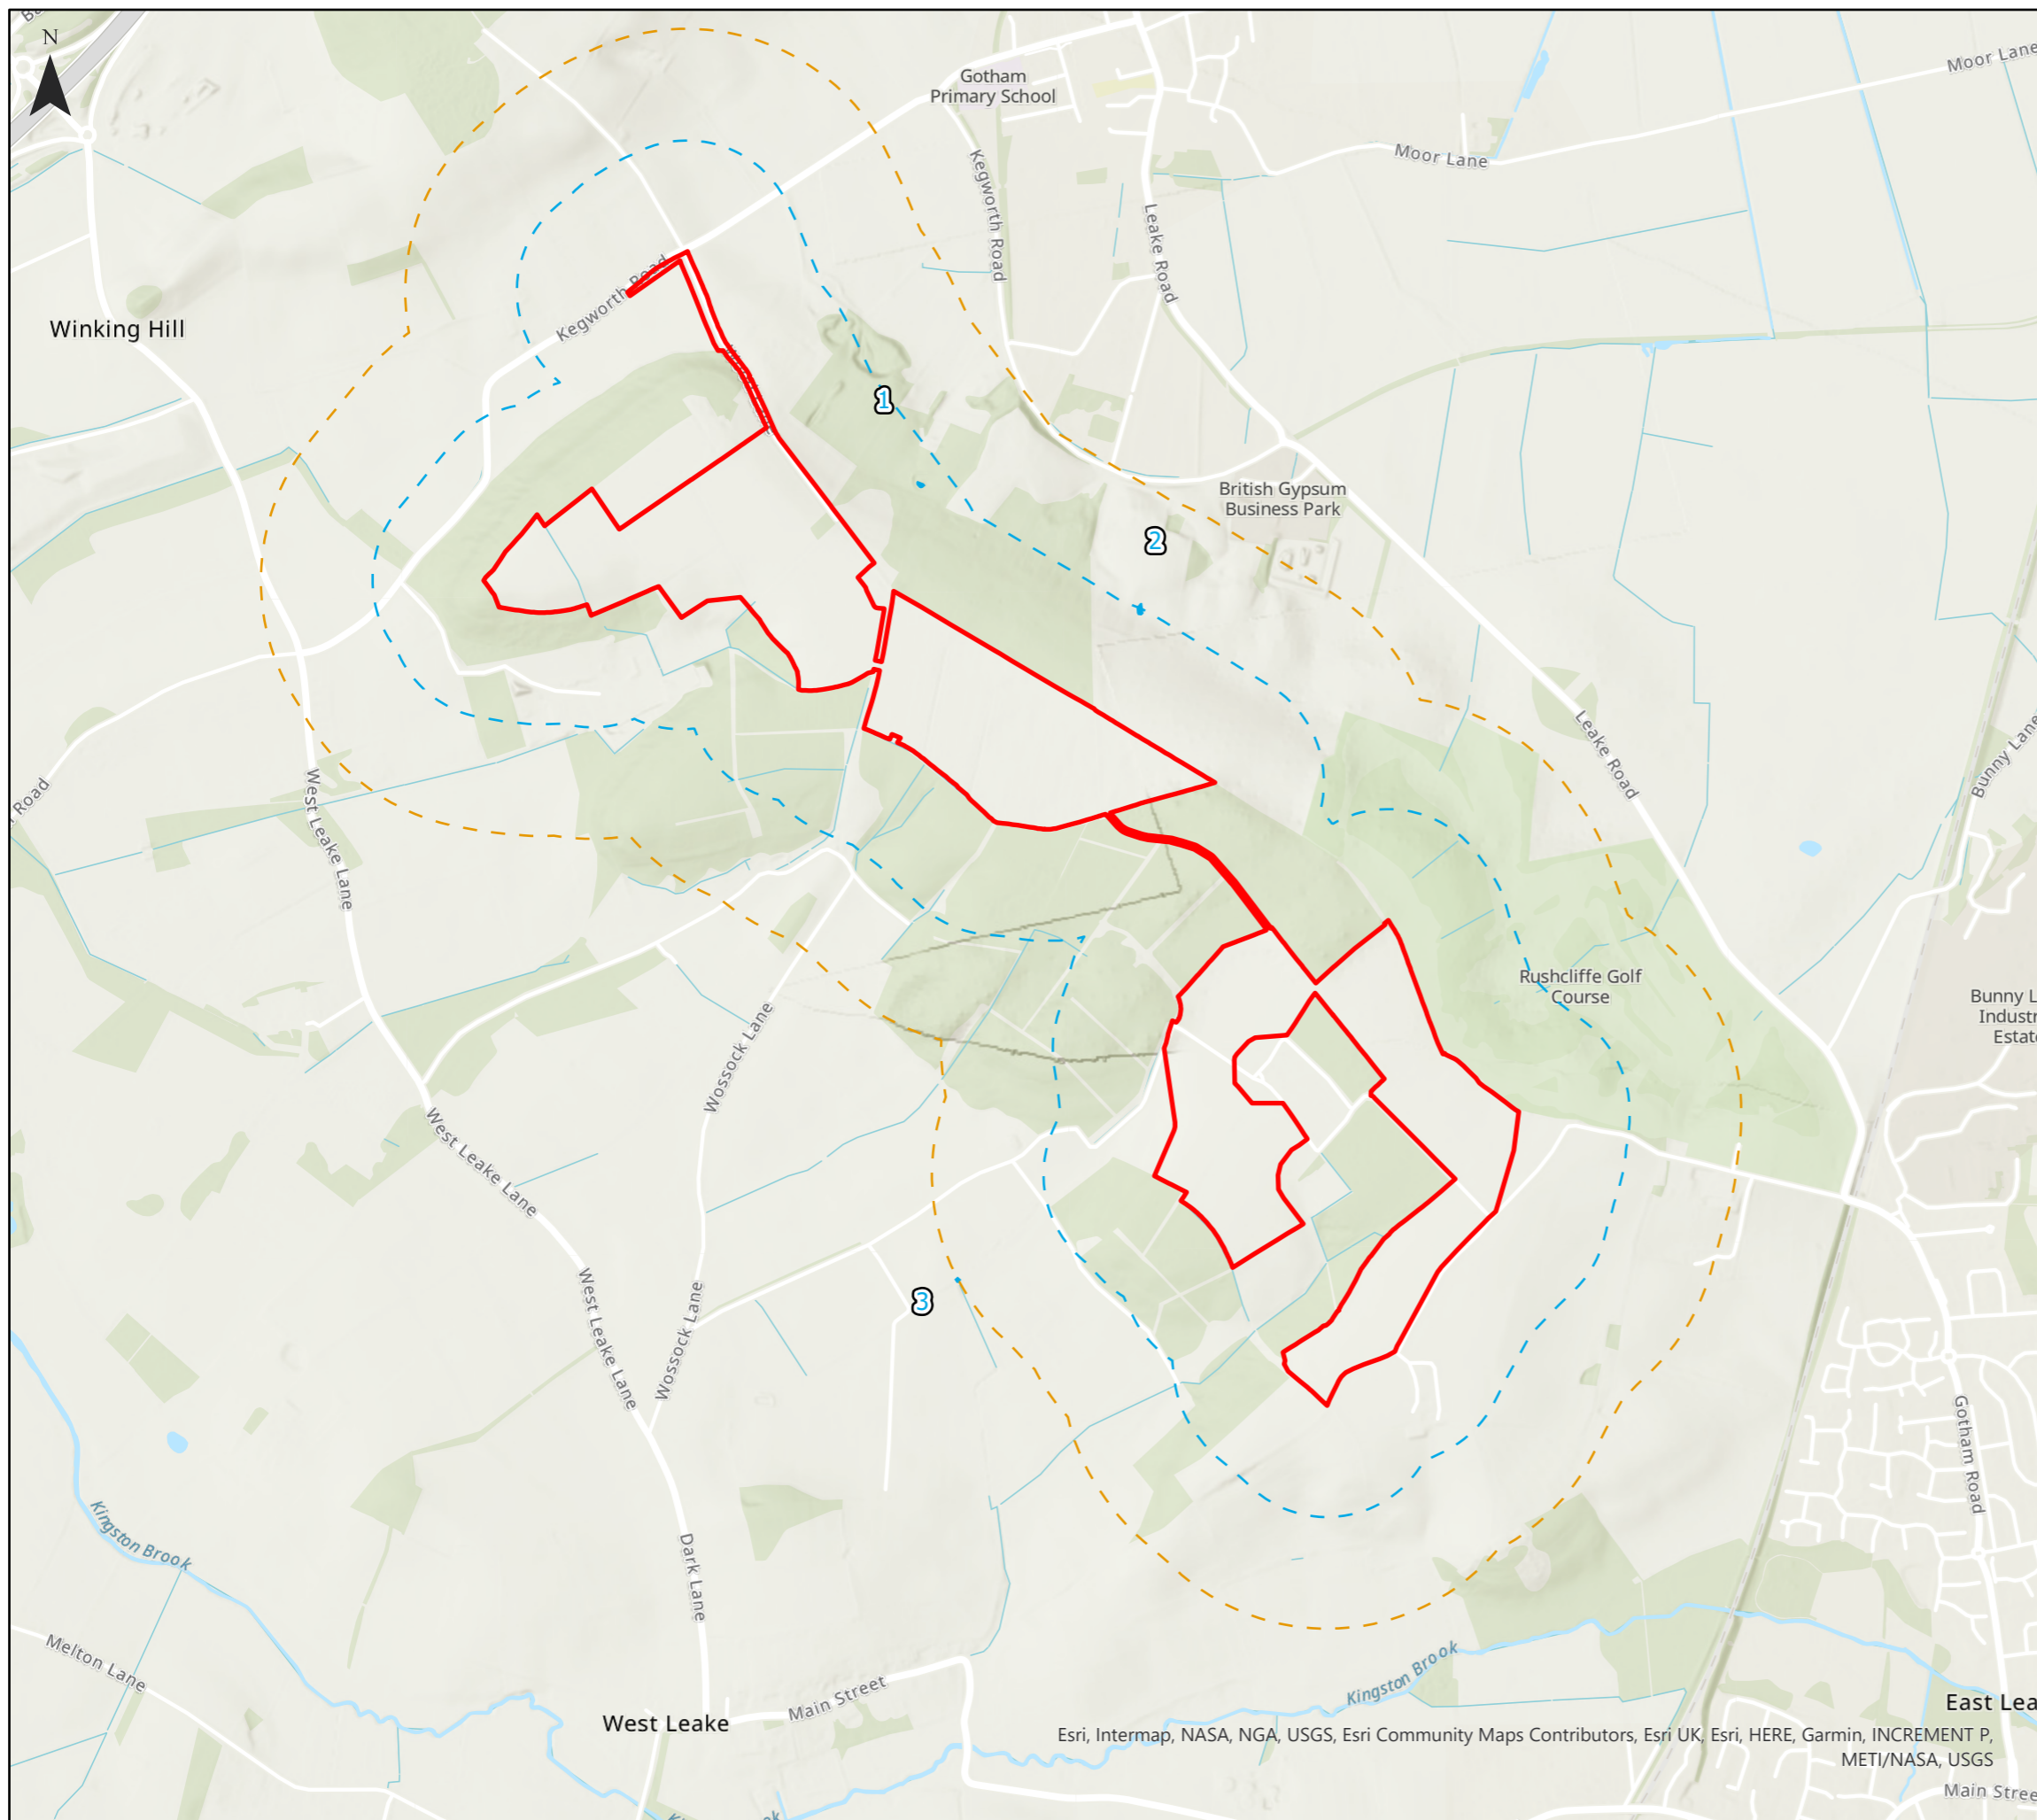 N
Gotham
Primary School
Moor Lane
Moor Lane
Kegworth Road
Leake Road
Kegworth Road
Winking Hill
1
British Gypsum
Business Park
2
Leake Road
Bunny Lane
Road
West Leake Lane
Rushcliffe Golf
Course
Bunny L
Industr
Estat
Wossock Lane
West Leake Lane
3
West Leake Lane
Wossock Lane
Gotham Road
Kingston Brook
Dark Lane
Melton Lane
Kingston Brook
Main Street
West Leake
East Lea
Esri, Intermap, NASA, NGA, USGS, Esri Community Maps Contributors, Esri UK, Esri, HERE, Garmin, INCREMENT P,
METI/NASA, USGS
Main Stree